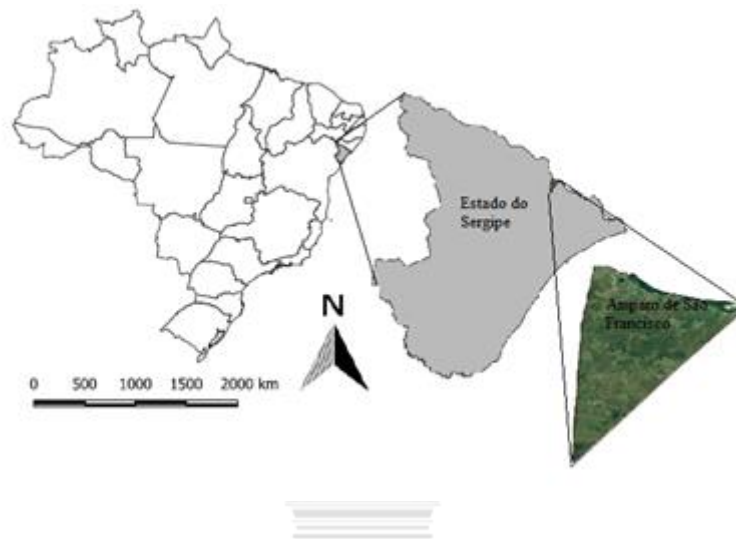 Estado do
Sergipe
Amparo de São
Francisco
N
0 500 1000 1500 2000 km